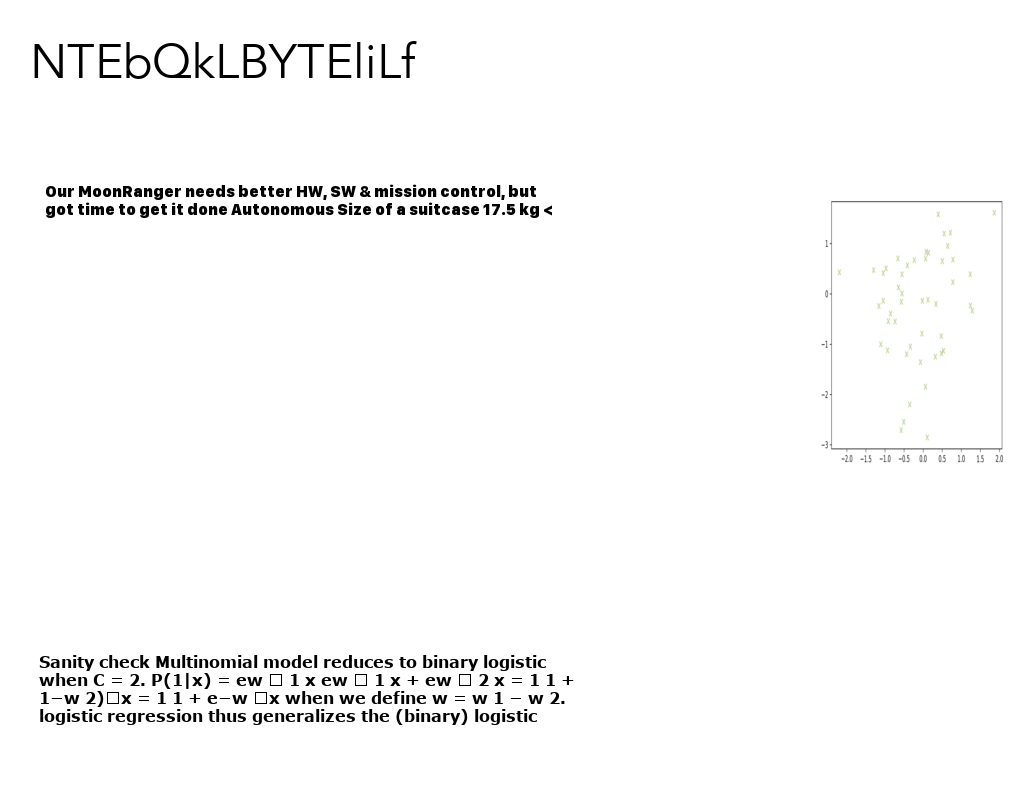 NTEbQkLBYTEliLf
Our MoonRanger needs better HW, SW & mission control, but
got time to get it done Autonomous Size of a suitcase 17.5 kg <
1
0
−1
−2
−3
−2.0 −1.5 −1.0 −0.5 0.0 0.5 1.0 1.5 2.0
Sanity check Multinomial model reduces to binary logistic
when C = 2. P(1|x) = ew □ 1 x ew □ 1 x + ew □ 2 x = 1 1 +
1−w 2)□x = 1 1 + e−w □x when we define w = w 1 − w 2.
logistic regression thus generalizes the (binary) logistic